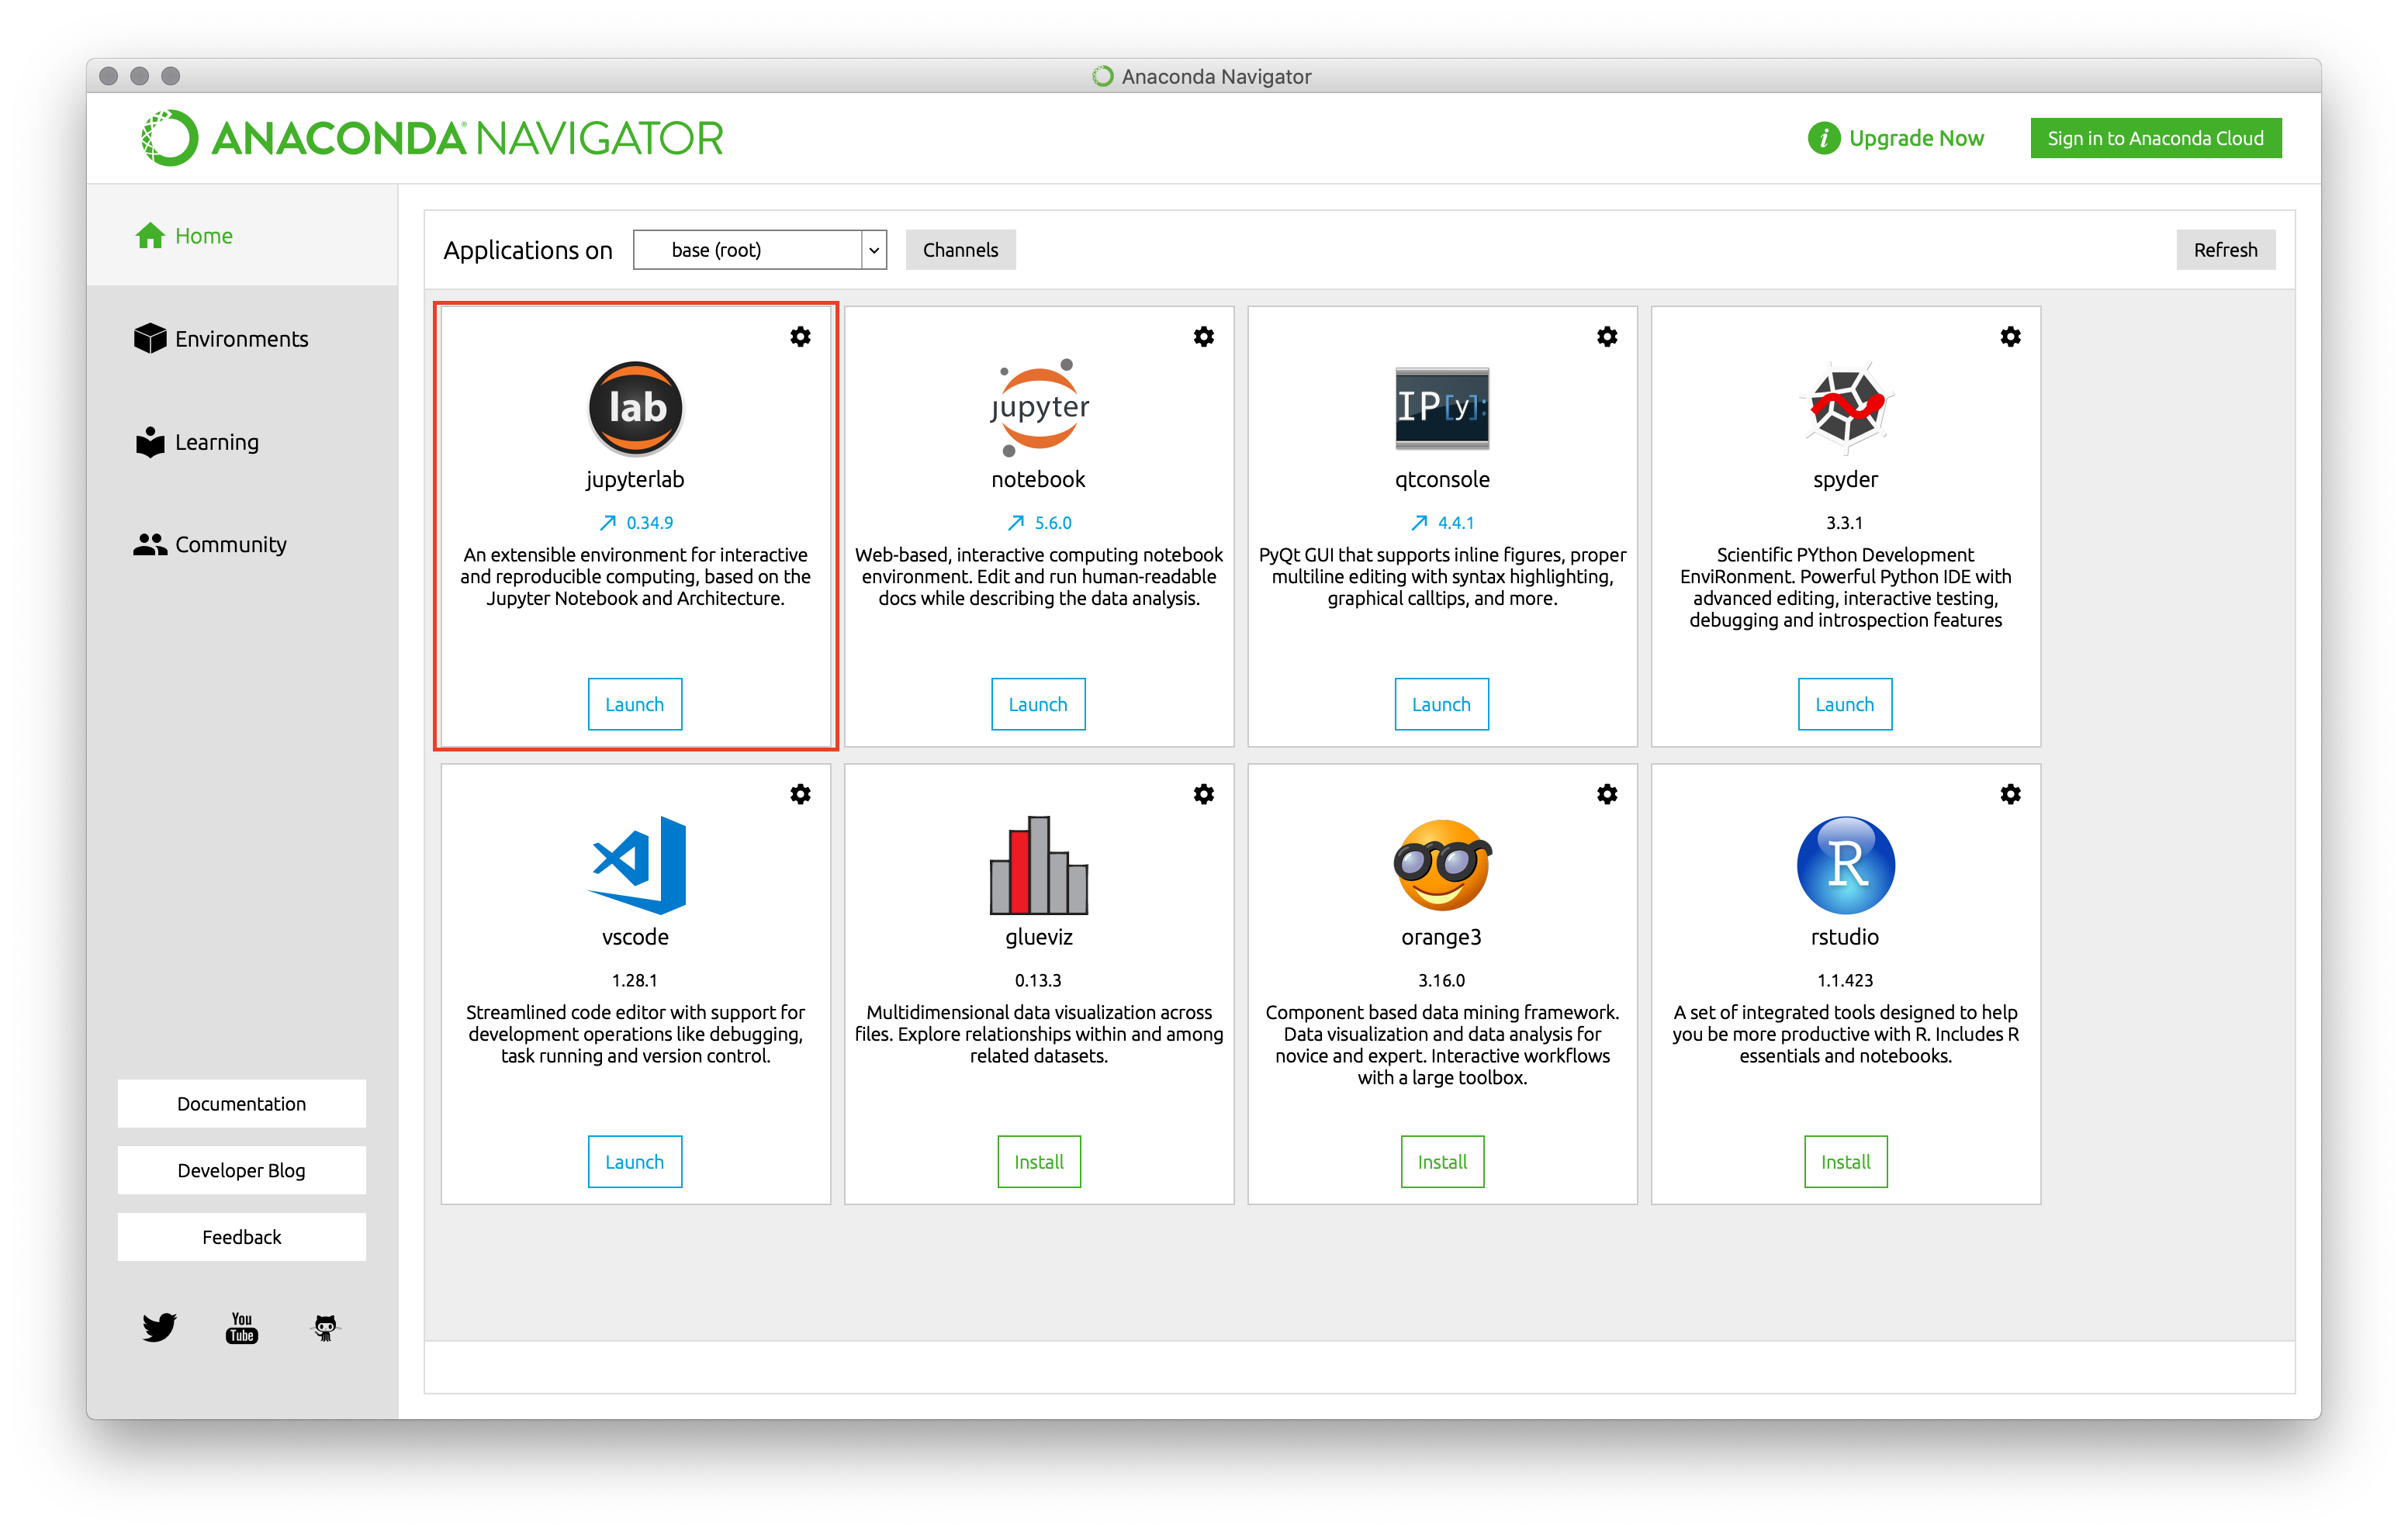 Anaconda Navigator
ANACONDA NAVIGATOR
Upgrade Now
Sign in to Anaconda Cloud
Home
Environments
Learning
Community
Documentation
Developer Blog
Feedback
You
Tube
Applications on
base (root)
Channels
Refresh
lab
jupyterlab
0.34.9
An extensible environment for interactive
and reproducible computing, based on the
Jupyter Notebook and Architecture.
Launch
jupyter
notebook
5.6.0
Web-based, interactive computing notebook
environment. Edit and run human-readable
docs while describing the data analysis.
Launch
IP[y]:
qtconsole
4.4.1
PyQt GUI that supports inline figures, proper
multiline editing with syntax highlighting,
graphical calltips, and more.
Launch
spyder
3.3.1
Scientific PYthon Development
EnviRonment. Powerful Python IDE with
advanced editing, interactive testing,
debugging and introspection features
Launch
vscode
1.28.1
Streamlined code editor with support for
development operations like debugging,
task running and version control.
Launch
glueviz
0.13.3
Multidimensional data visualization across
files. Explore relationships within and among
related datasets.
Install
orange3
3.16.0
Component based data mining framework.
Data visualization and data analysis for
novice and expert. Interactive workflows
with a large toolbox.
Install
R
rstudio
1.1.423
A set of integrated tools designed to help
you be more productive with R. Includes R
essentials and notebooks.
Install